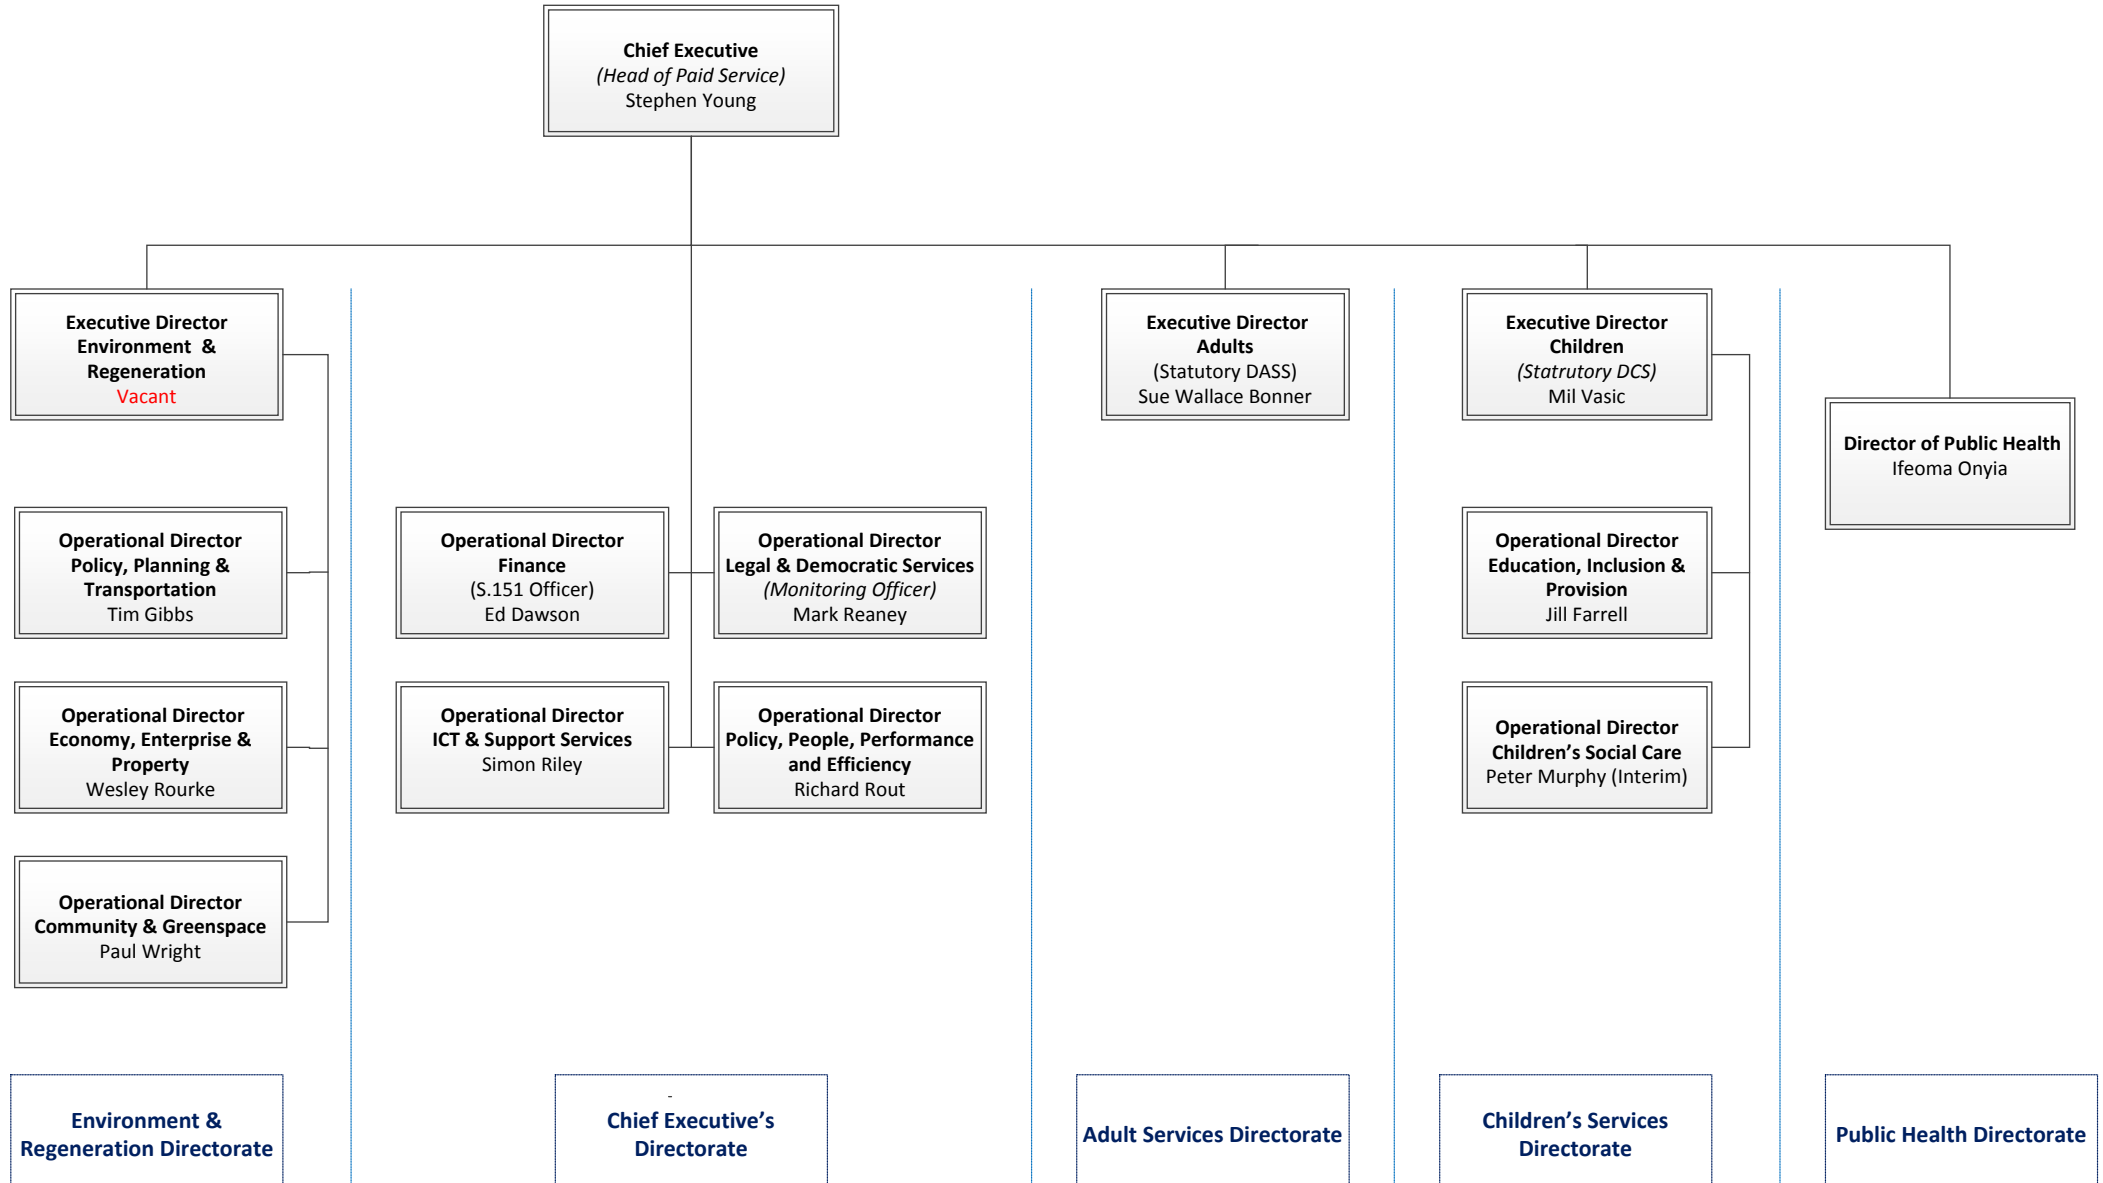 Chief Executive
(Head of Paid Service)
Stephen Young
Executive Director
Environment &
Regeneration
Vacant
Executive Director
Adults
(Statutory DASS)
Sue Wallace Bonner
Executive Director
Children
(Statrutory DCS)
Mil Vasic
Director of Public Health
Ifeoma Onyia
Operational Director
Policy, Planning &
Transportation
Tim Gibbs
Operational Director
Finance
(S.151 Officer)
Ed Dawson
Operational Director
Legal & Democratic Services
(Monitoring Officer)
Mark Reaney
Operational Director
Education, Inclusion &
Provision
Jill Farrell
Operational Director
Economy, Enterprise &
Property
Wesley Rourke
Operational Director
ICT & Support Services
Simon Riley
Operational Director
Policy, People, Performance
and Efficiency
Richard Rout
Operational Director
Children’s Social Care
Peter Murphy (Interim)
Operational Director
Community & Greenspace
Paul Wright
Environment &
Regeneration Directorate
-
Chief Executive’s
Directorate
Adult Services Directorate
Children’s Services
Directorate
Public Health Directorate